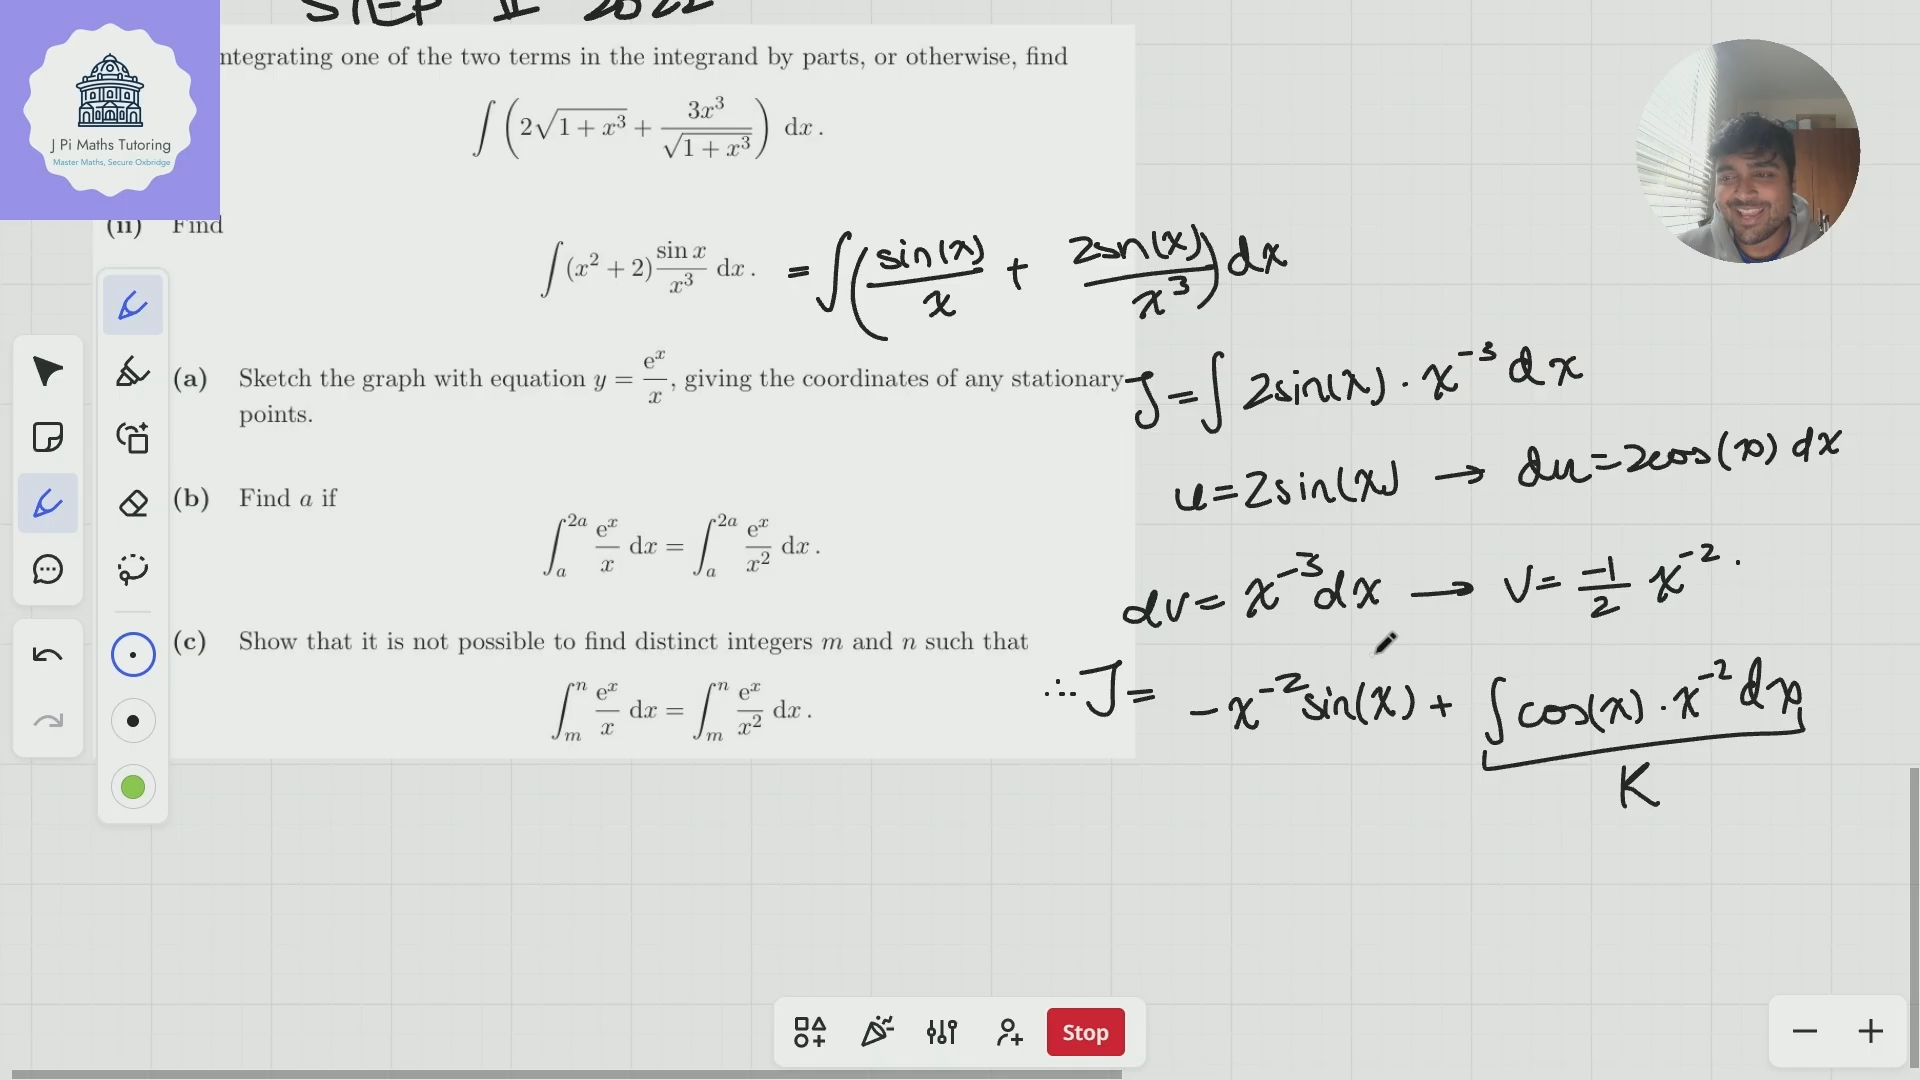 STEP II 2022
ntegrating one of the two terms in the integrand by parts, or otherwise, find
∫ (2√(1 + x³) + 3x³/√(1 + x³)) dx .
J Pi Maths Tutoring
Master Maths, Secure Oxbridge
(ii) Find
∫ (x² + 2) sin x/x³ dx . = ∫ (sin(x)/x + 2sn(x)/x³) dx
(a) Sketch the graph with equation y = eˣ/x, giving the coordinates of any stationary
points.
J = ∫ 2sin(x) · x⁻³ dx
u = 2sin(x) → du = 2cos(x) dx
(b) Find a if
∫ₐ²ᵃ eˣ/x dx = ∫ₐ²ᵃ eˣ/x² dx .
dv = x⁻³ dx → v = -1/2 x⁻² .
(c) Show that it is not possible to find distinct integers m and n such that
∫ₘⁿ eˣ/x dx = ∫ₘⁿ eˣ/x² dx .
∴ J = -x⁻² sin(x) + ∫ cos(x) · x⁻² dx
K
Stop